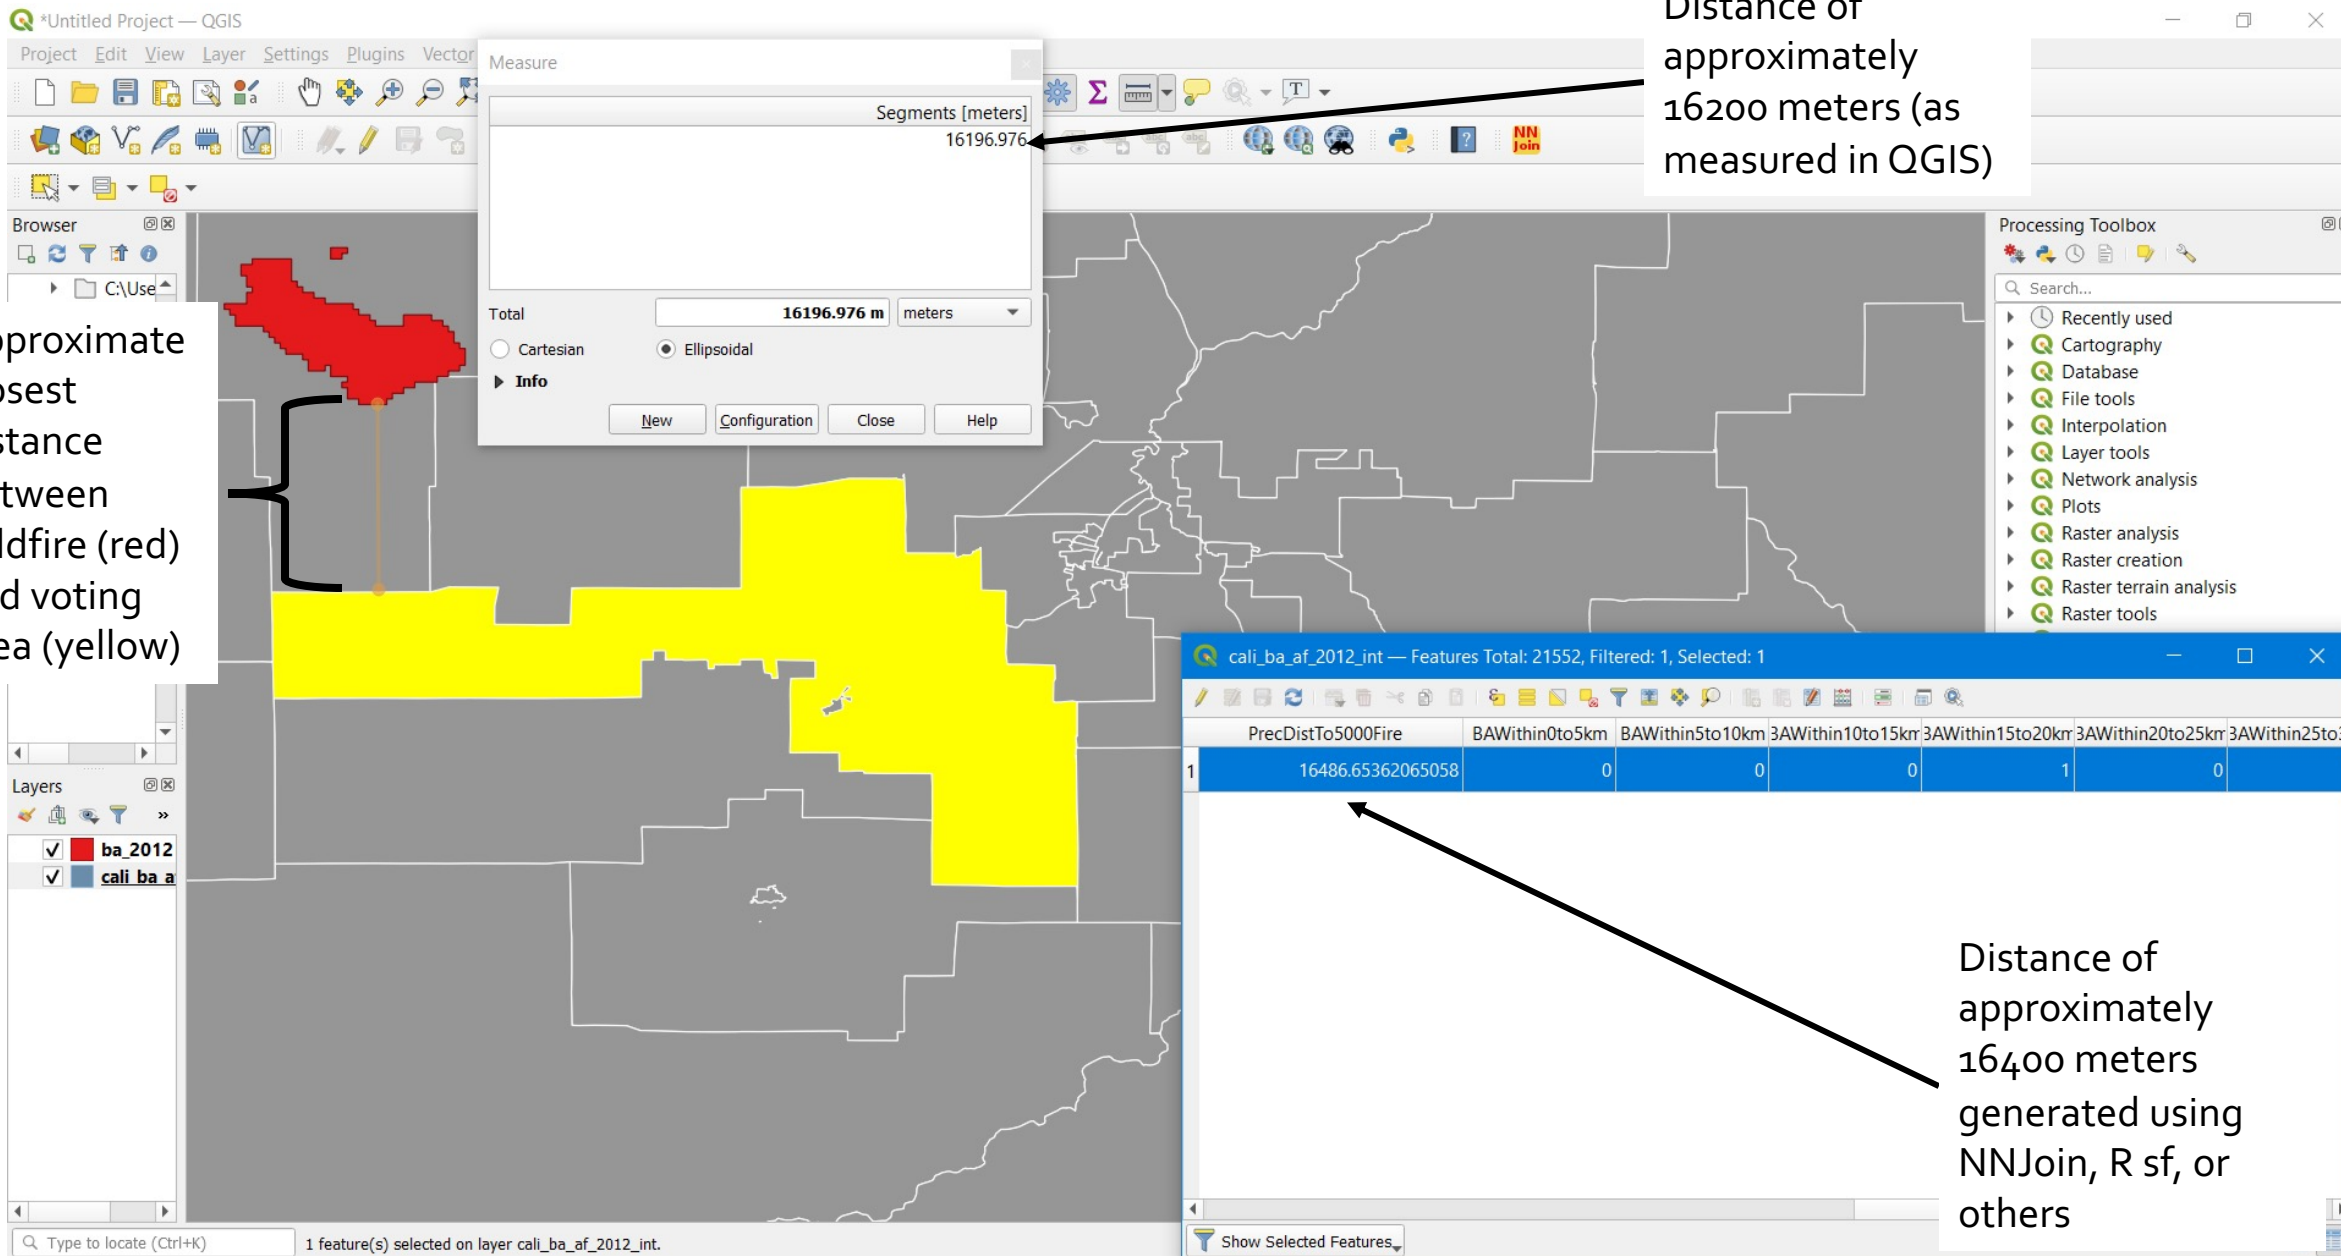 *Untitled Project — QGIS
Project Edit View Layer Settings Plugins Vector
Measure
Segments [meters]
16196.976
Total 16196.976 m meters
Cartesian Ellipsoidal
Info
New Configuration Close Help
Distance of
approximately
16200 meters (as
measured in QGIS)
NN
Join
Browser
C:\Use
proximate
tween
(red)
voting
(yellow)
Processing Toolbox
Search...
Recently used
Cartography
Database
File tools
Interpolation
Layer tools
Network analysis
Plots
Raster analysis
Raster creation
Raster terrain analysis
Raster tools
Layers
ba_2012
cali_ba_a
cali_ba_af_2012_int — Features Total: 21552, Filtered: 1, Selected: 1
PrecDistTo5000Fire BAWithin0to5km BAWithin5to10km 3AWithin10to15km 3AWithin15to20km 3AWithin20to25km 3AWithin25to
1 16486.65362065058 0 0 0 1 0
Distance of
approximately
16400 meters
generated using
NNJoin, R sf, or
others
Show Selected Features
Type to locate (Ctrl+K)
1 feature(s) selected on layer cali_ba_af_2012_int.